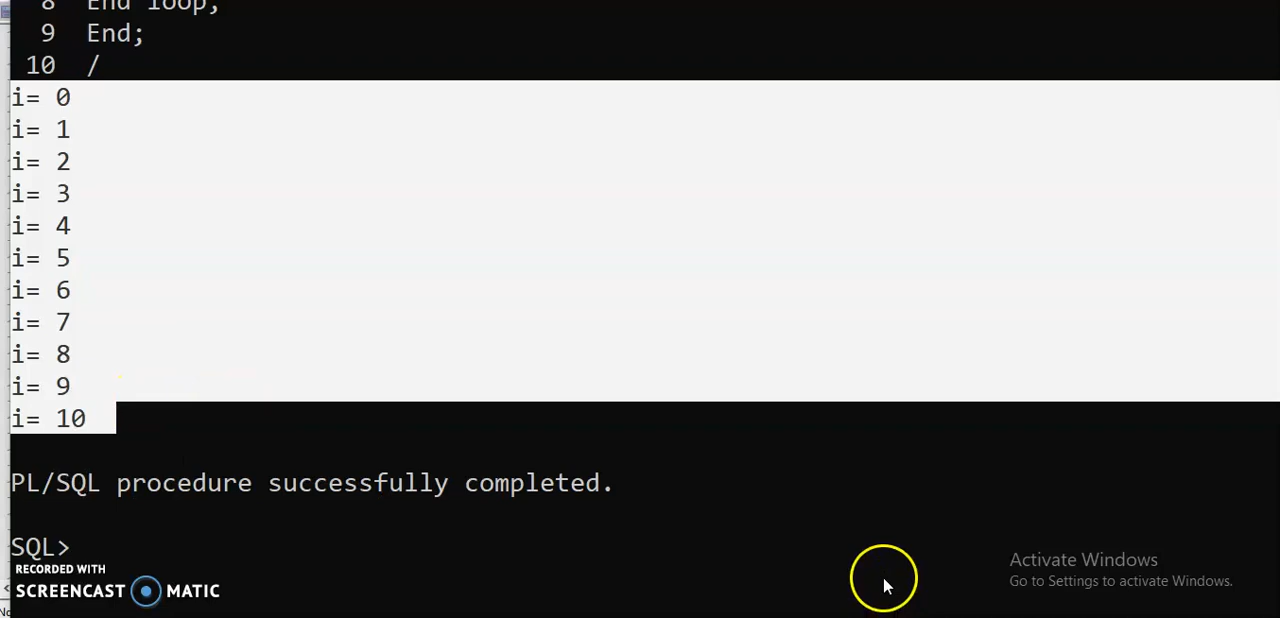 8 End loop;
9 End;
10 /
i= 0
i= 1
i= 2
i= 3
i= 4
i= 5
i= 6
i= 7
i= 8
i= 9
i= 10
PL/SQL procedure successfully completed.
SQL>
RECORDED WITH
SCREENCAST MATIC
Activate Windows
Go to Settings to activate Windows.